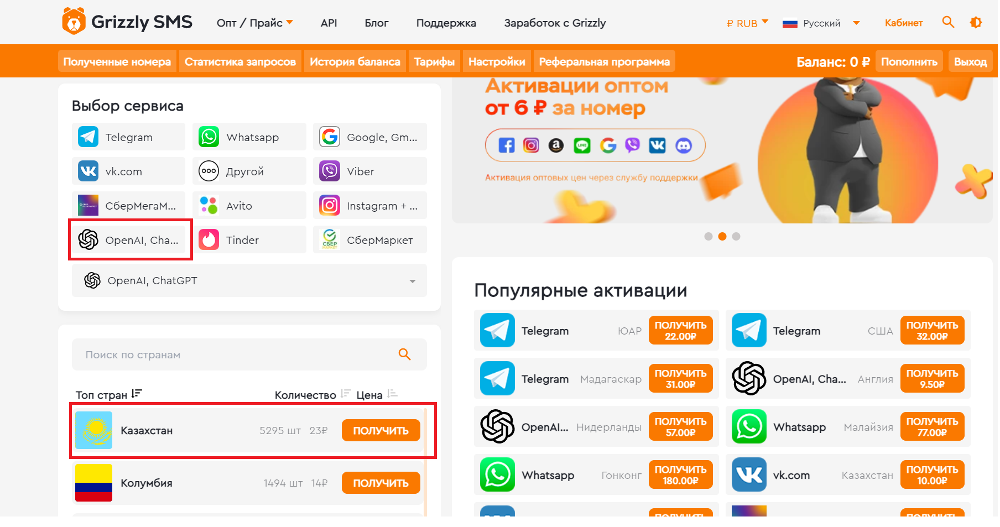 Grizzly SMS
Опт / Прайс
API
Блог
Поддержка
Заработок с Grizzly
₽ RUB
Русский
Кабинет
Полученные номера
Статистика запросов
История баланса
Тарифы
Настройки
Реферальная программа
Баланс: 0 ₽
Пополнить
Выход
Выбор сервиса
Telegram
Whatsapp
Google, Gm...
vk.com
Другой
Viber
СберМегаМ...
Avito
Instagram + ...
OpenAI, Cha...
Tinder
СБЕР
МАРКЕТ
СберМаркет
OpenAI, ChatGPT
Поиск по странам
Топ стран
Количество
Цена
Казахстан
5295 шт
23₽
ПОЛУЧИТЬ
Колумбия
1494 шт
14₽
ПОЛУЧИТЬ
Активации оптом
от 6 ₽ за номер
LINE
Активация оптовых цен через службу поддержки
Популярные активации
Telegram
ЮАР
ПОЛУЧИТЬ
22.00₽
Telegram
США
ПОЛУЧИТЬ
32.00₽
Telegram
Мадагаскар
ПОЛУЧИТЬ
31.00₽
OpenAI, Cha...
Англия
ПОЛУЧИТЬ
9.50₽
OpenAI...
Нидерланды
ПОЛУЧИТЬ
57.00₽
Whatsapp
Малайзия
ПОЛУЧИТЬ
77.00₽
Whatsapp
Гонконг
ПОЛУЧИТЬ
180.00₽
vk.com
Казахстан
ПОЛУЧИТЬ
10.00₽
ПОЛУЧИТЬ
ПОЛУЧИТЬ